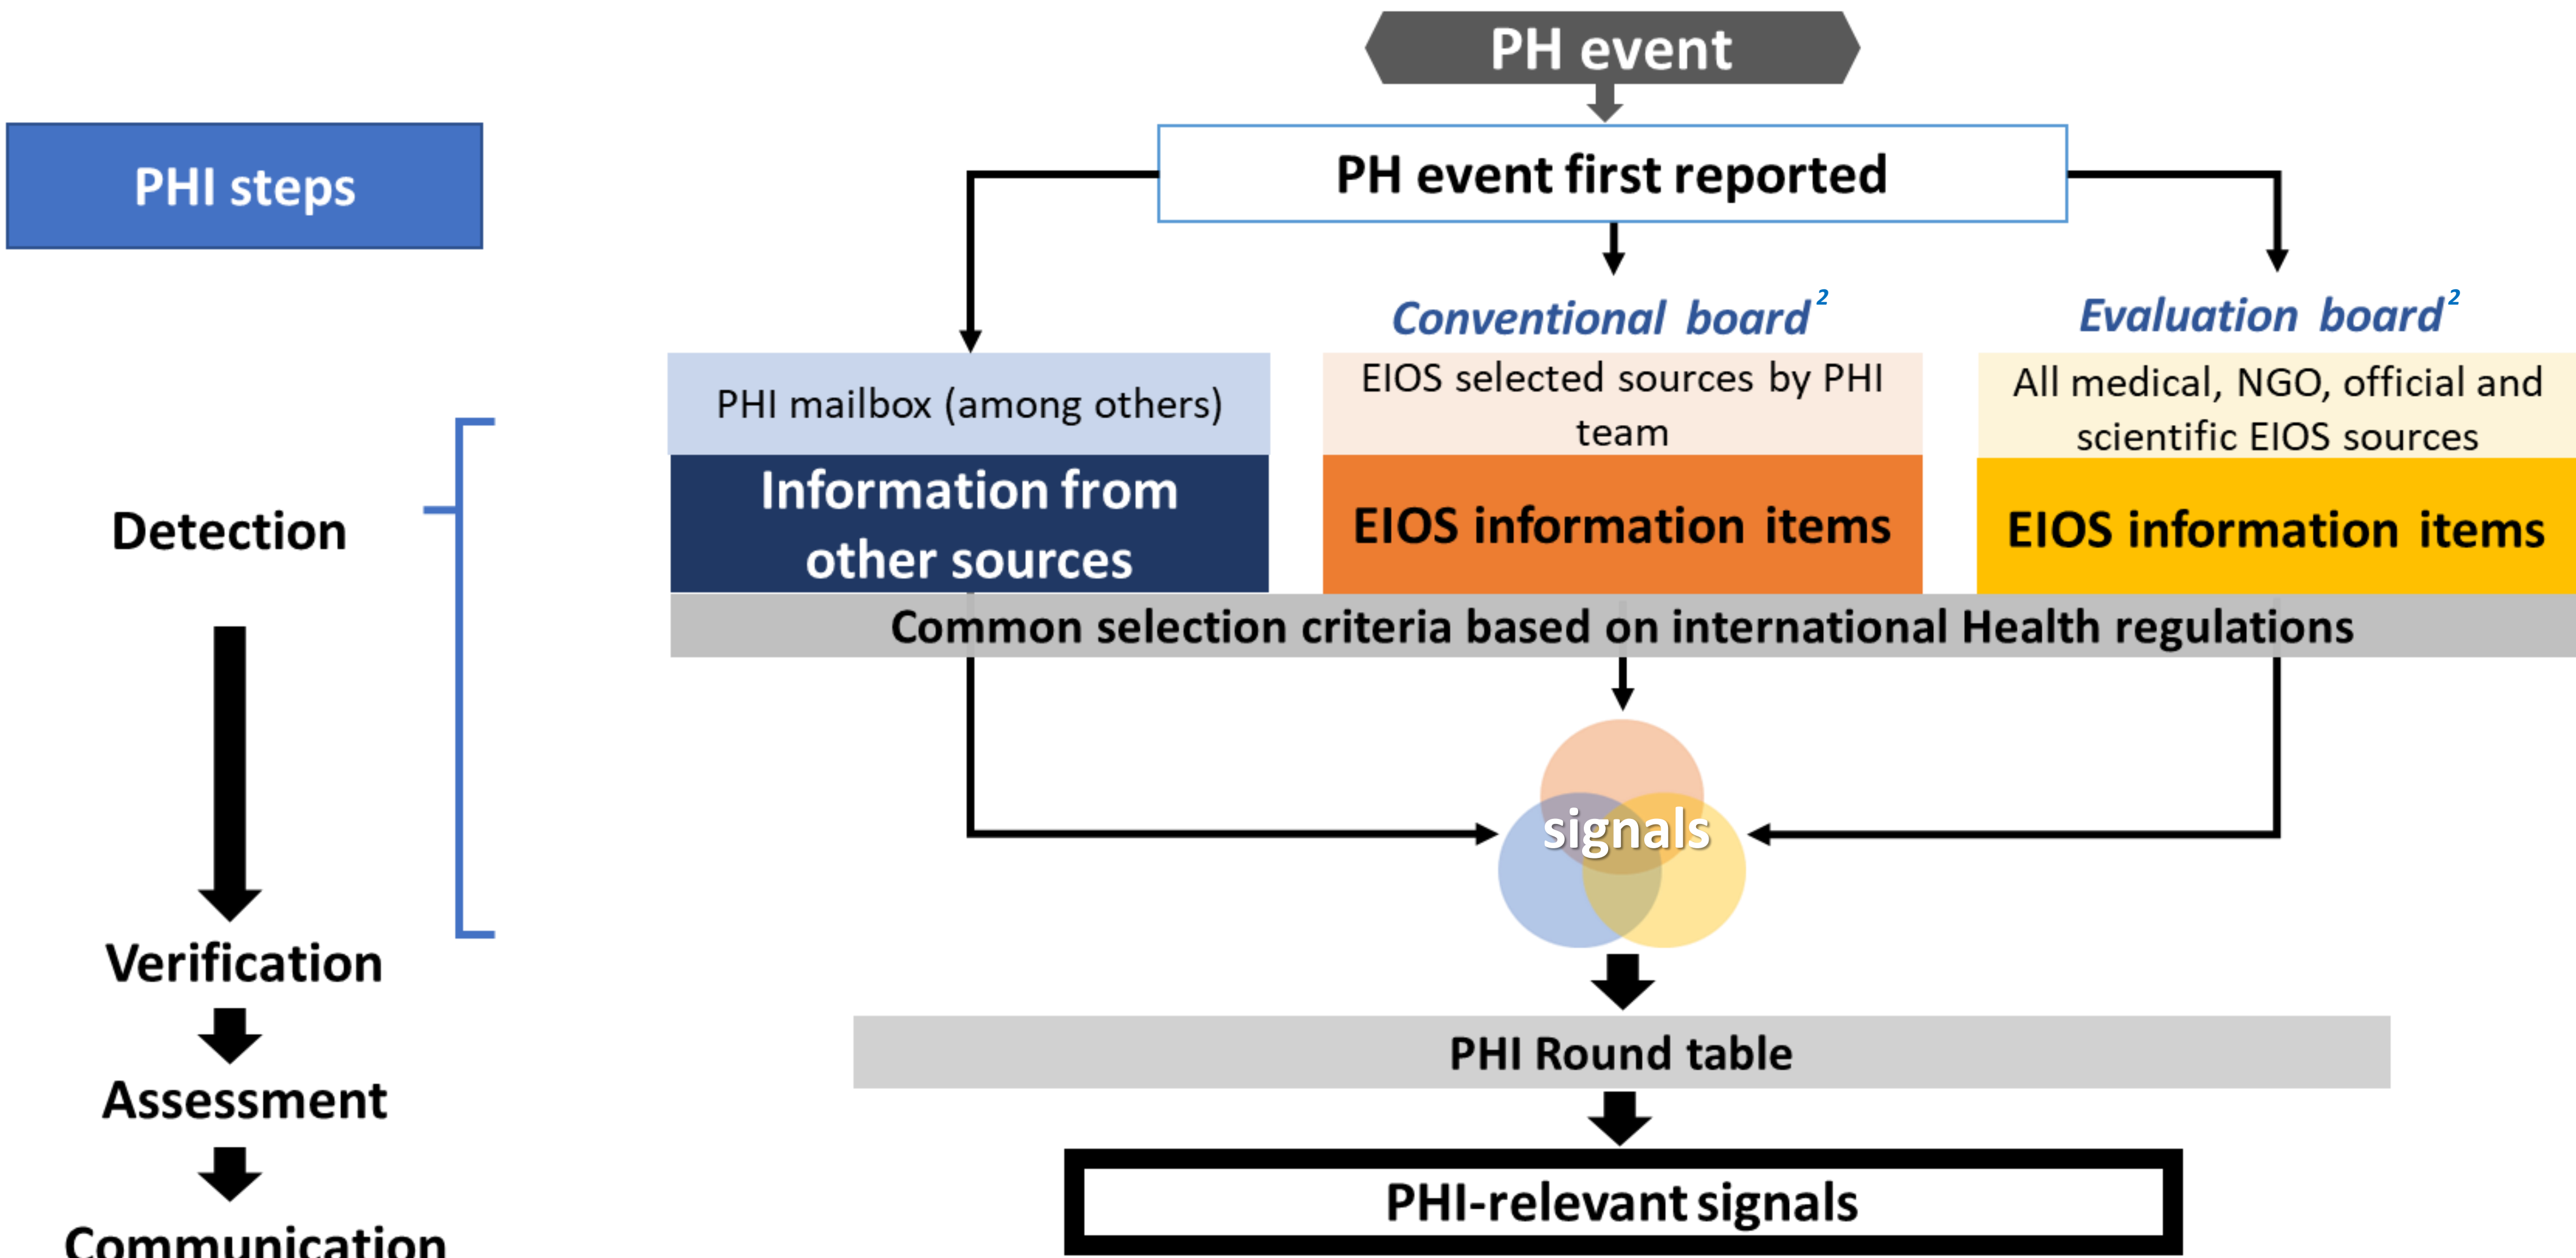 PH event
PHI steps
PH event first reported
Conventional board²
Evaluation board²
PHI mailbox (among others)
EIOS selected sources by PHI
team
All medical, NGO, official and
scientific EIOS sources
Detection
Information from
other sources
EIOS information items
EIOS information items
Common selection criteria based on international Health regulations
signals
Verification
PHI Round table
Assessment
PHI-relevant signals
Communication